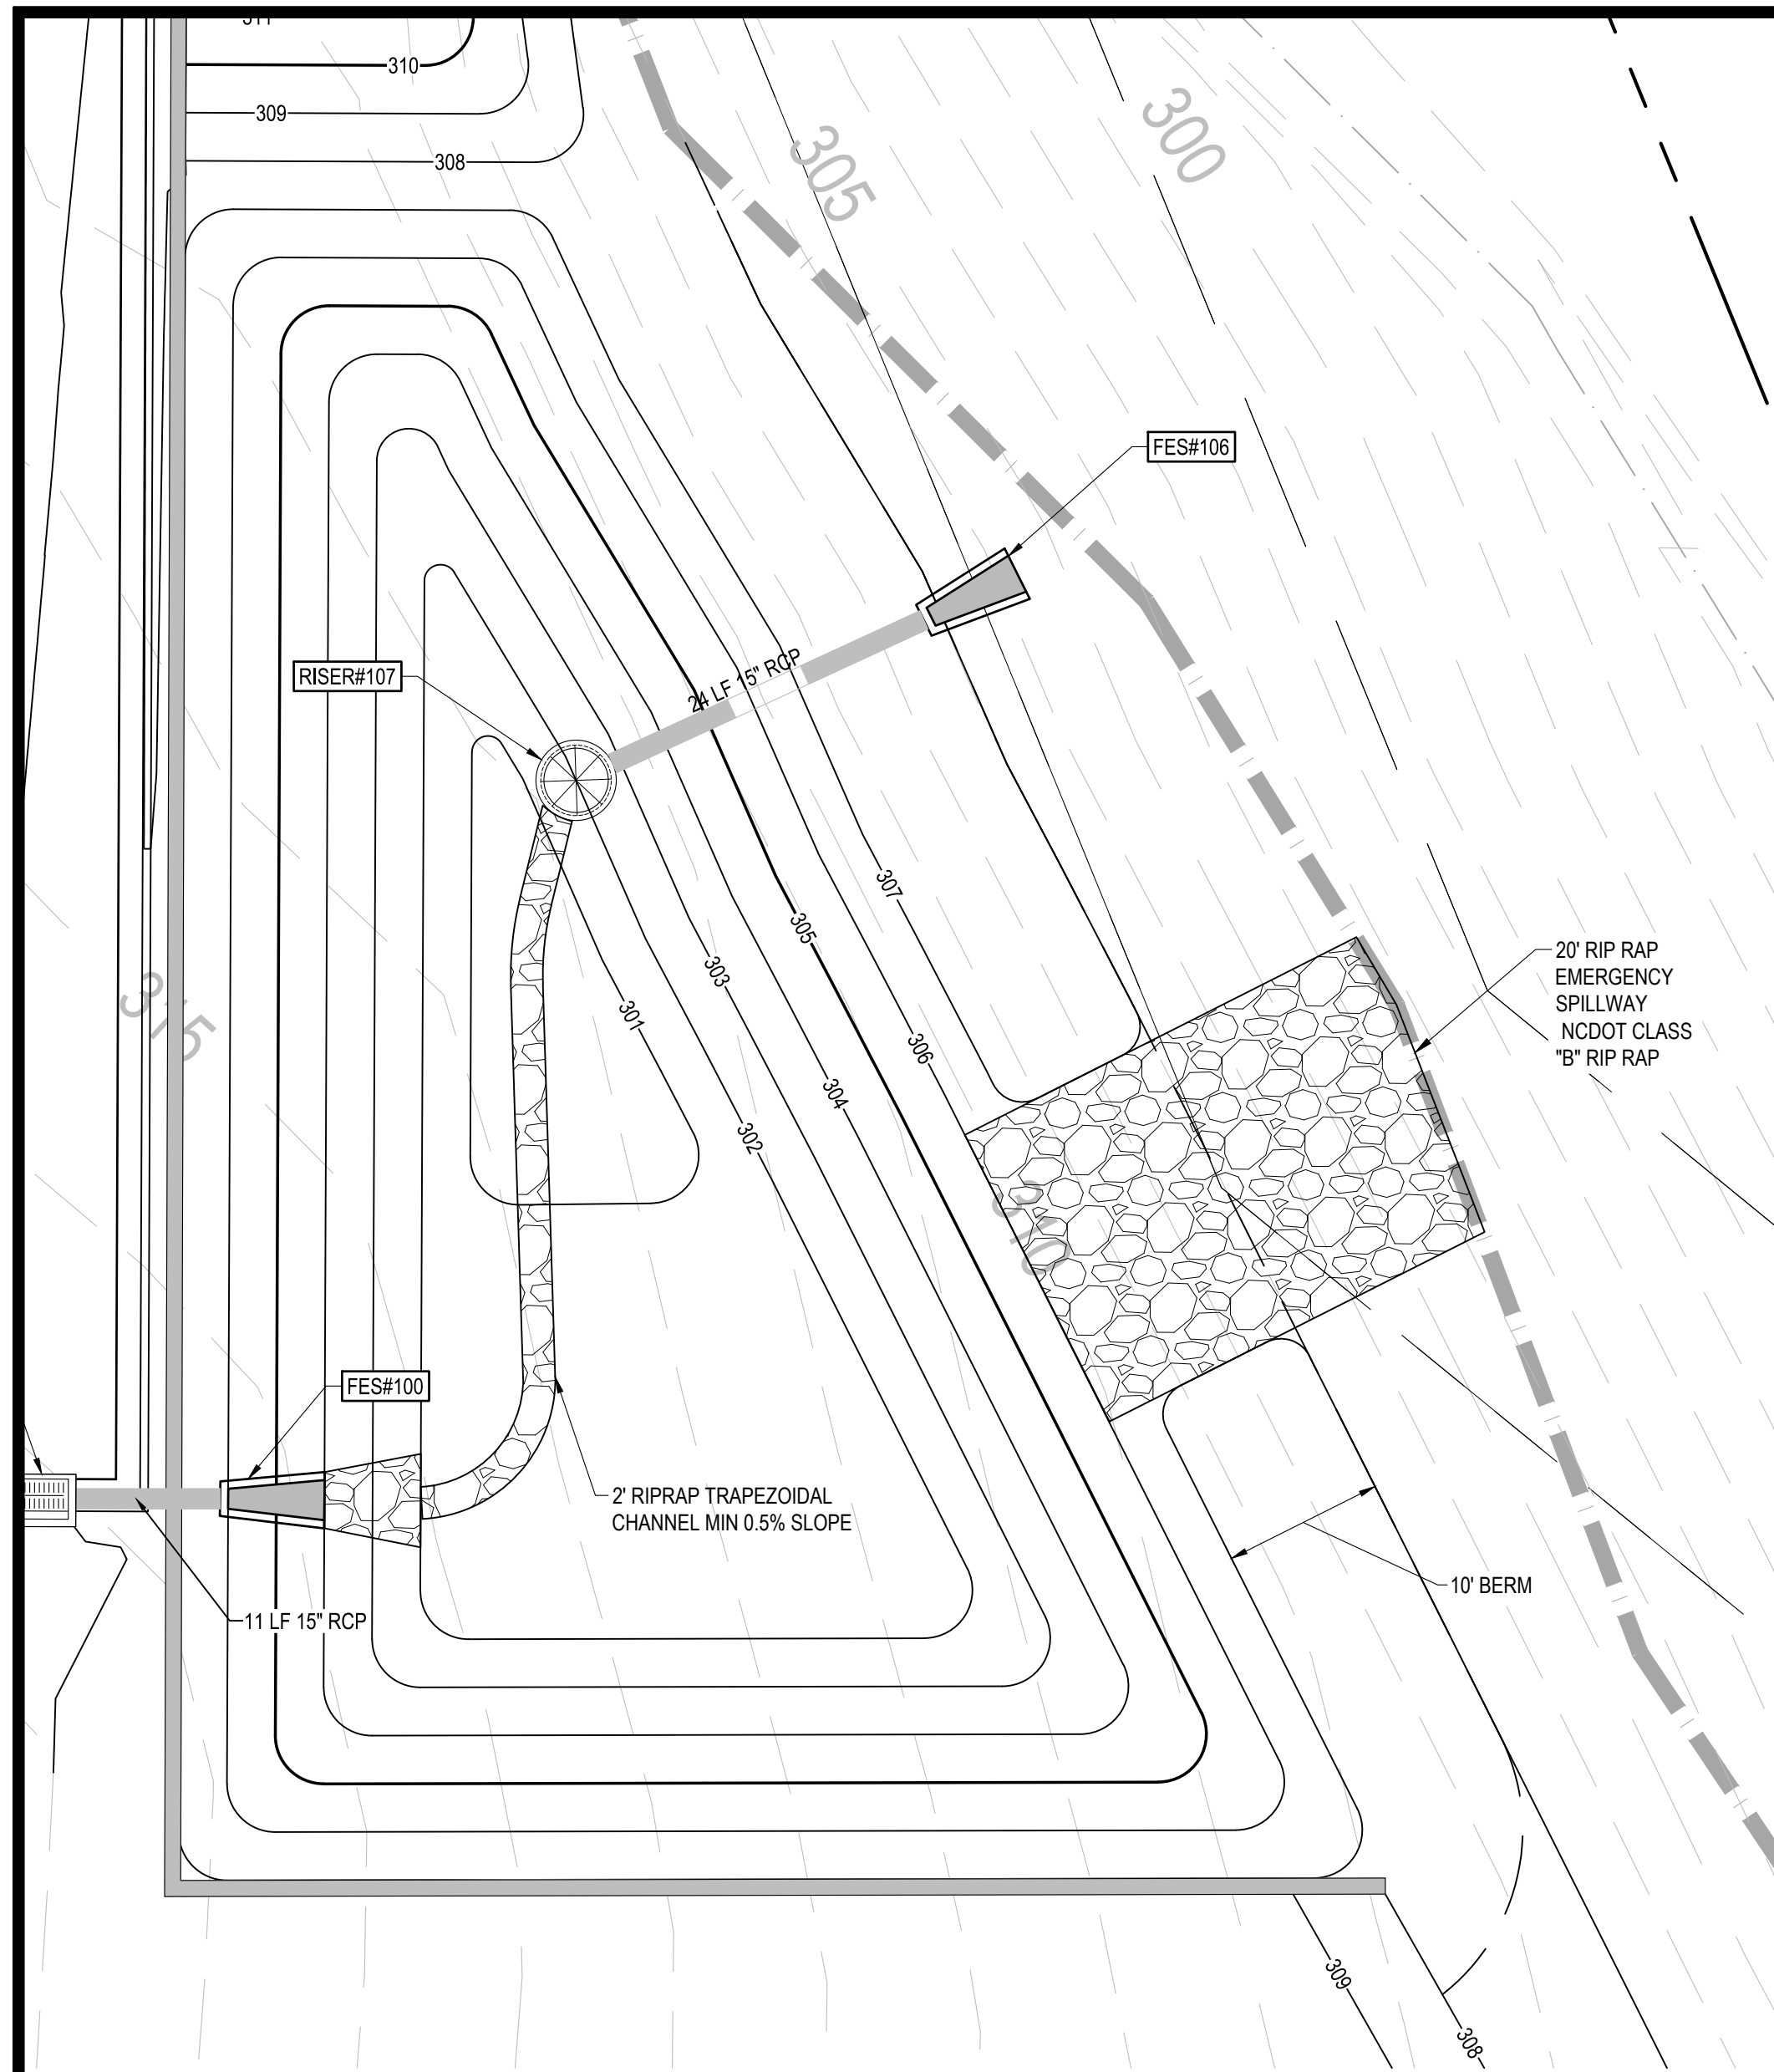 311
310
309
308
305
300
FES#106
24 LF 15" RCP
RISER#107
307
305
303
301
306
304
302
315
310
20' RIP RAP
EMERGENCY
SPILLWAY
NCDOT CLASS
"B" RIP RAP
FES#100
2' RIPRAP TRAPEZOIDAL
CHANNEL MIN 0.5% SLOPE
10' BERM
11 LF 15" RCP
309
308